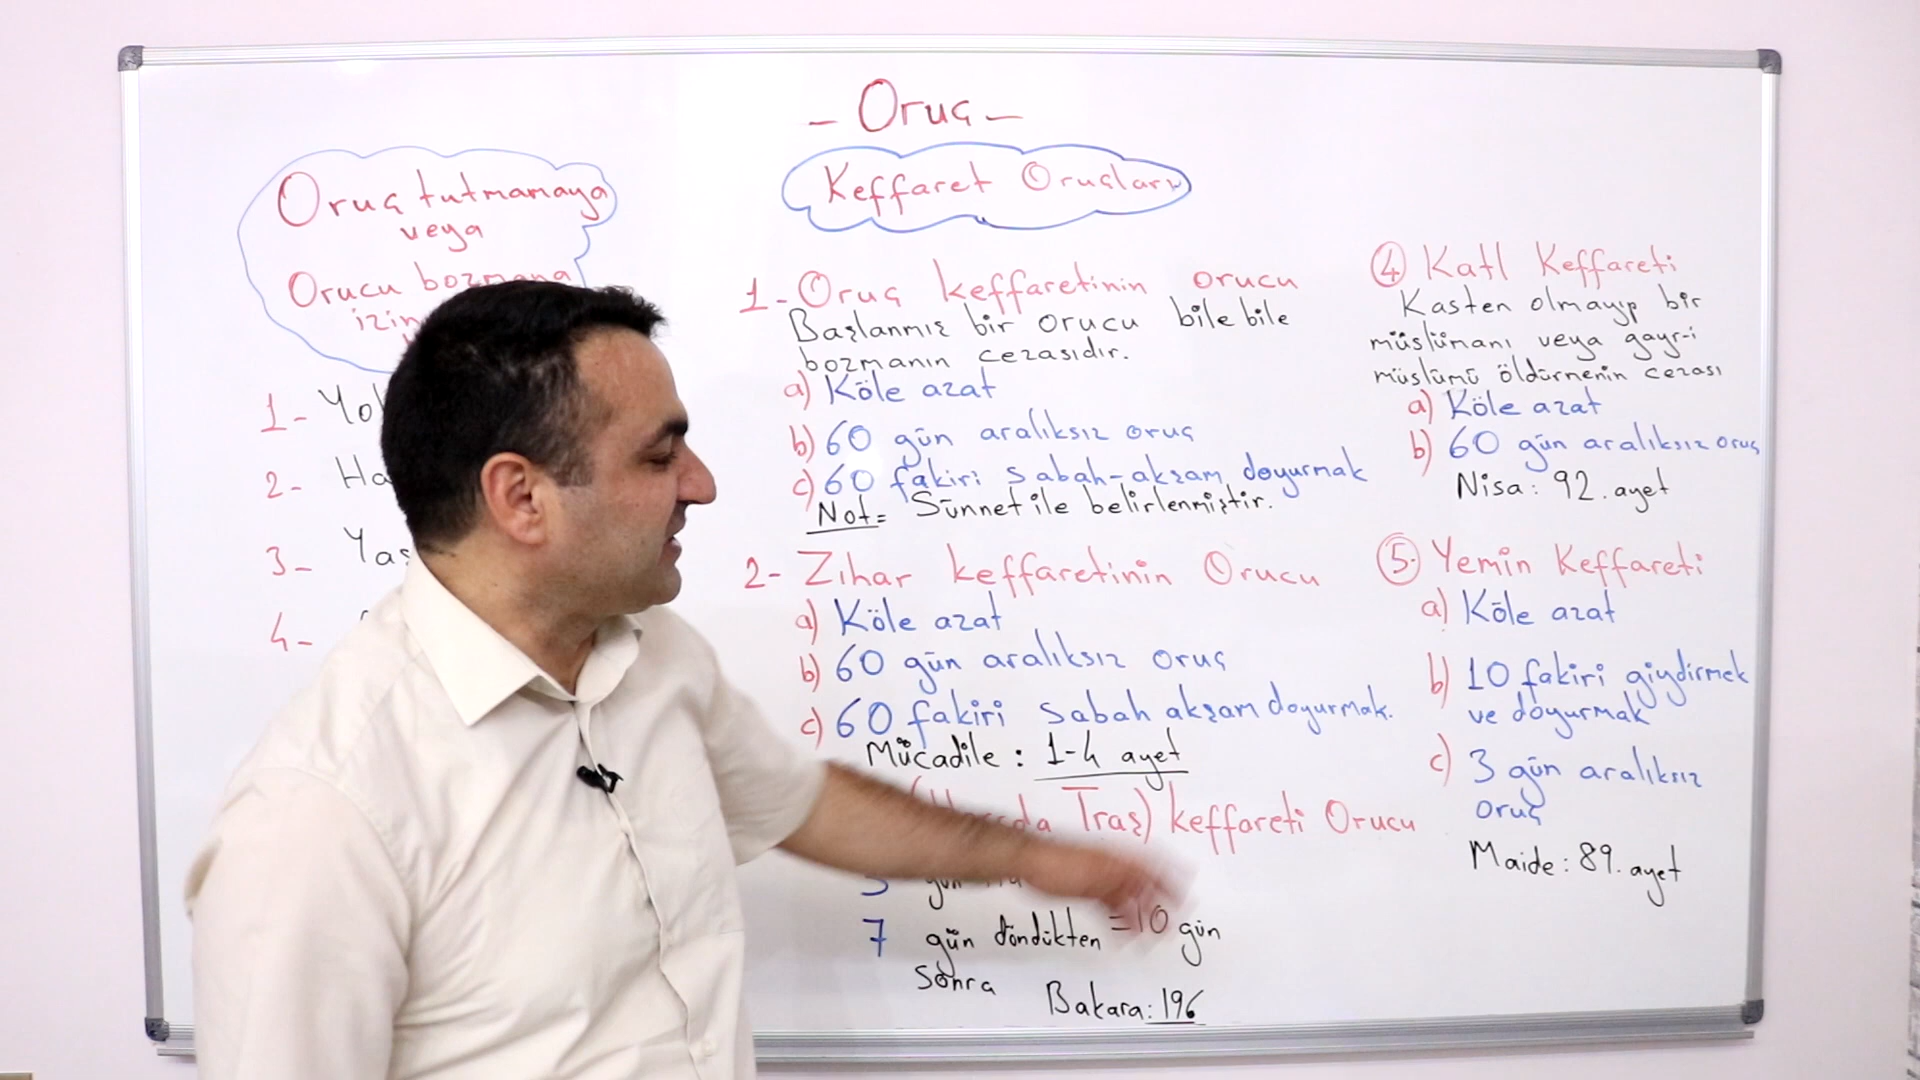 - Oruç -
Oruç tutmamaya
veya
Orucu bozmana
izin
1- Yo
2- Ha
3- Yaş
4-
Keffaret Oruçları
1- Oruç keffaretinin orucu
Başlanmış bir orucu bile bile
bozmanın cezasıdır.
a) Köle azat
b) 60 gün aralıksız oruç
c) 60 fakiri sabah-akşam doyurmak
Not= Sünnet ile belirlenmiştir.
2- Zıhar keffaretinin Orucu
a) Köle azat
b) 60 gün aralıksız oruç
c) 60 fakiri sabah akşam doyurmak.
Mücadile: 1-4 ayet
Traş) keffareti Orucu
gün
7 gün döndükten =10 gün
sonra
Bakara: 196
4 Katl Keffareti
Kasten olmayıp bir
müslümanı veya gayr-i
müslümü öldürmenin cezası
a) Köle azat
b) 60 gün aralıksız oruç
Nisa: 92. ayet
5. Yemin Keffareti
a) Köle azat
b) 10 fakiri giydirmek
ve doyurmak
c) 3 gün aralıksız
oruç
Maide: 89. ayet